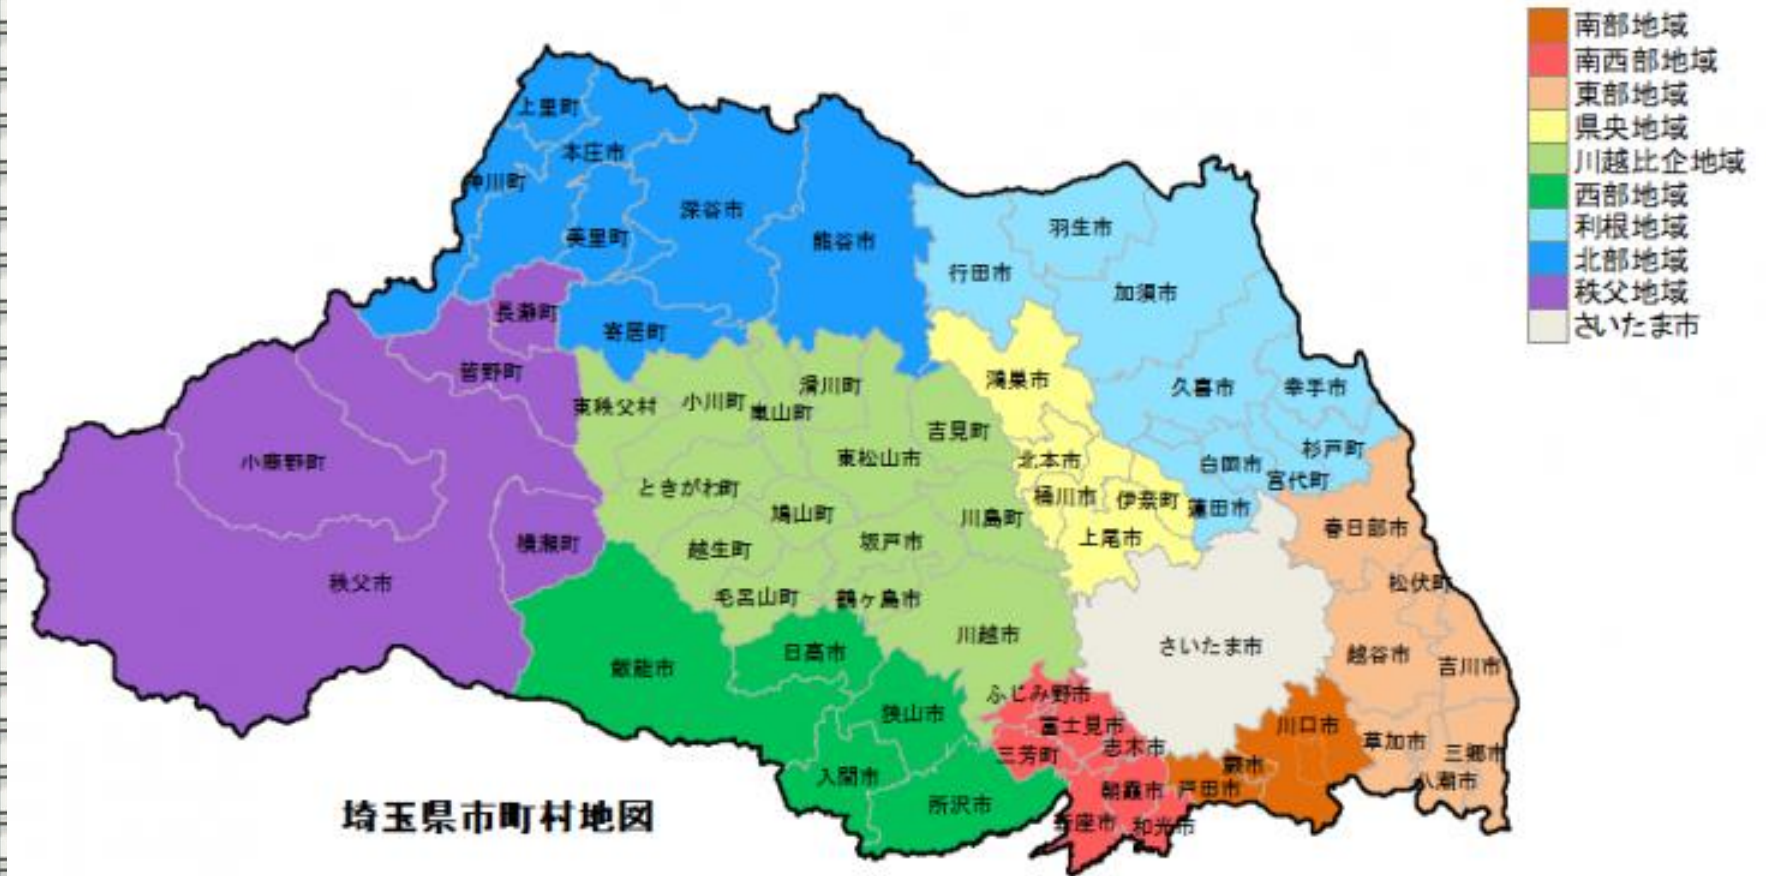 南部地域
南西部地域
東部地域
県央地域
川越比企地域
西部地域
利根地域
北部地域
秩父地域
さいたま市
上里町
本庄市
神川町
美里町
深谷市
熊谷市
行田市
羽生市
加須市
長瀞町
寄居町
皆野町
東秩父村
小川町
嵐山町
滑川町
吉見町
鴻巣市
久喜市
幸手市
小鹿野町
ときがわ町
東松山市
北本市
白岡市
杉戸町
宮代町
桶川市
伊奈町
蓮田市
鳩山町
川島町
春日部市
横瀬町
越生町
坂戸市
上尾市
秩父市
毛呂山町
鶴ヶ島市
松伏町
飯能市
日高市
川越市
さいたま市
越谷市
吉川市
ふじみ野市
狭山市
富士見市
三芳町
志木市
川口市
草加市
三郷市
入間市
所沢市
朝霞市
戸田市
蕨市
八潮市
新座市
和光市
埼玉県市町村地図